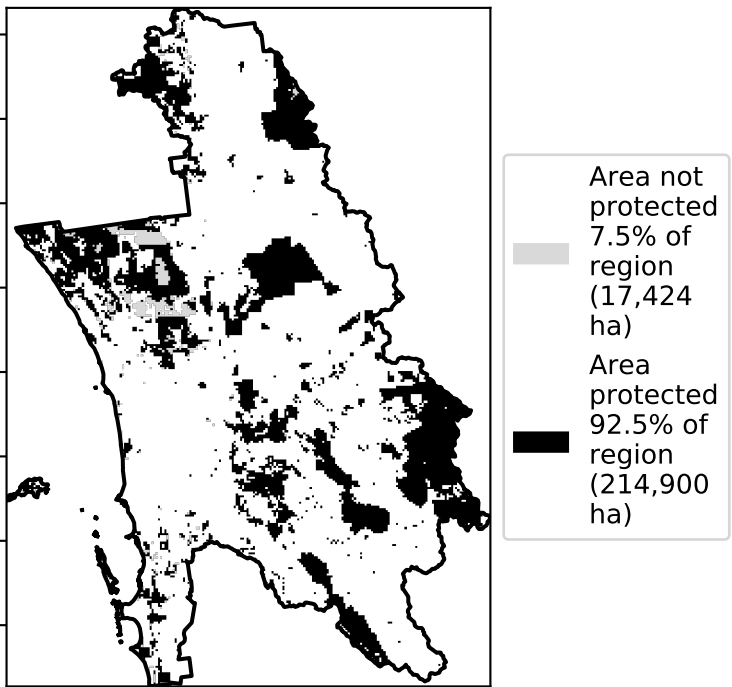 Area not
protected
7.5% of
region
(17,424
ha)
Area
protected
92.5% of
region
(214,900
ha)